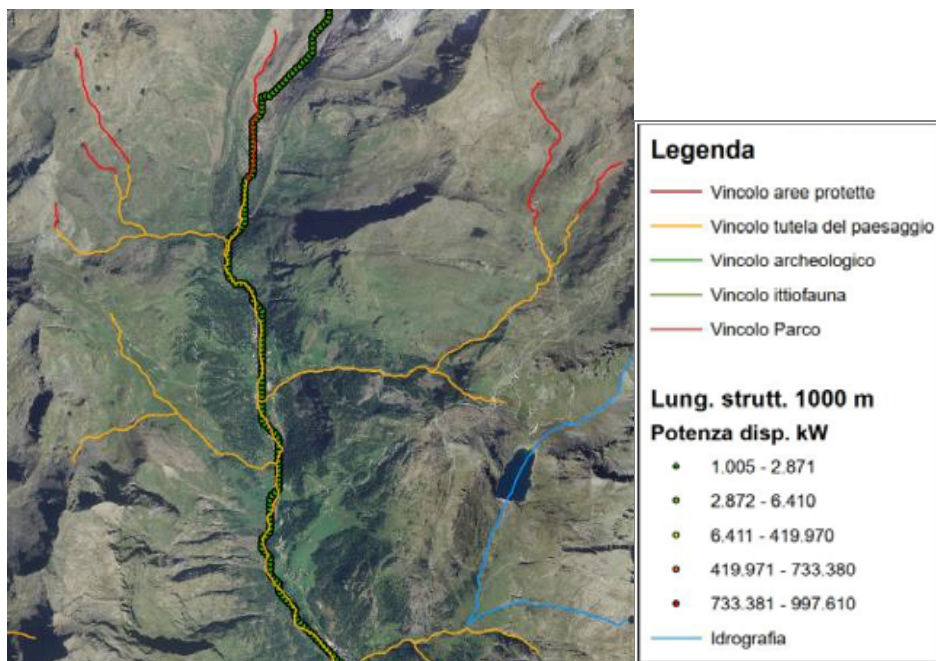 Legenda
Vincolo aree protette
Vincolo tutela del paesaggio
Vincolo archeologico
Vincolo ittiofauna
Vincolo Parco
Lung. strutt. 1000 m
Potenza disp. kW
1.005 - 2.871
2.872 - 6.410
6.411 - 419.970
419.971 - 733.380
733.381 - 997.610
Idrografia